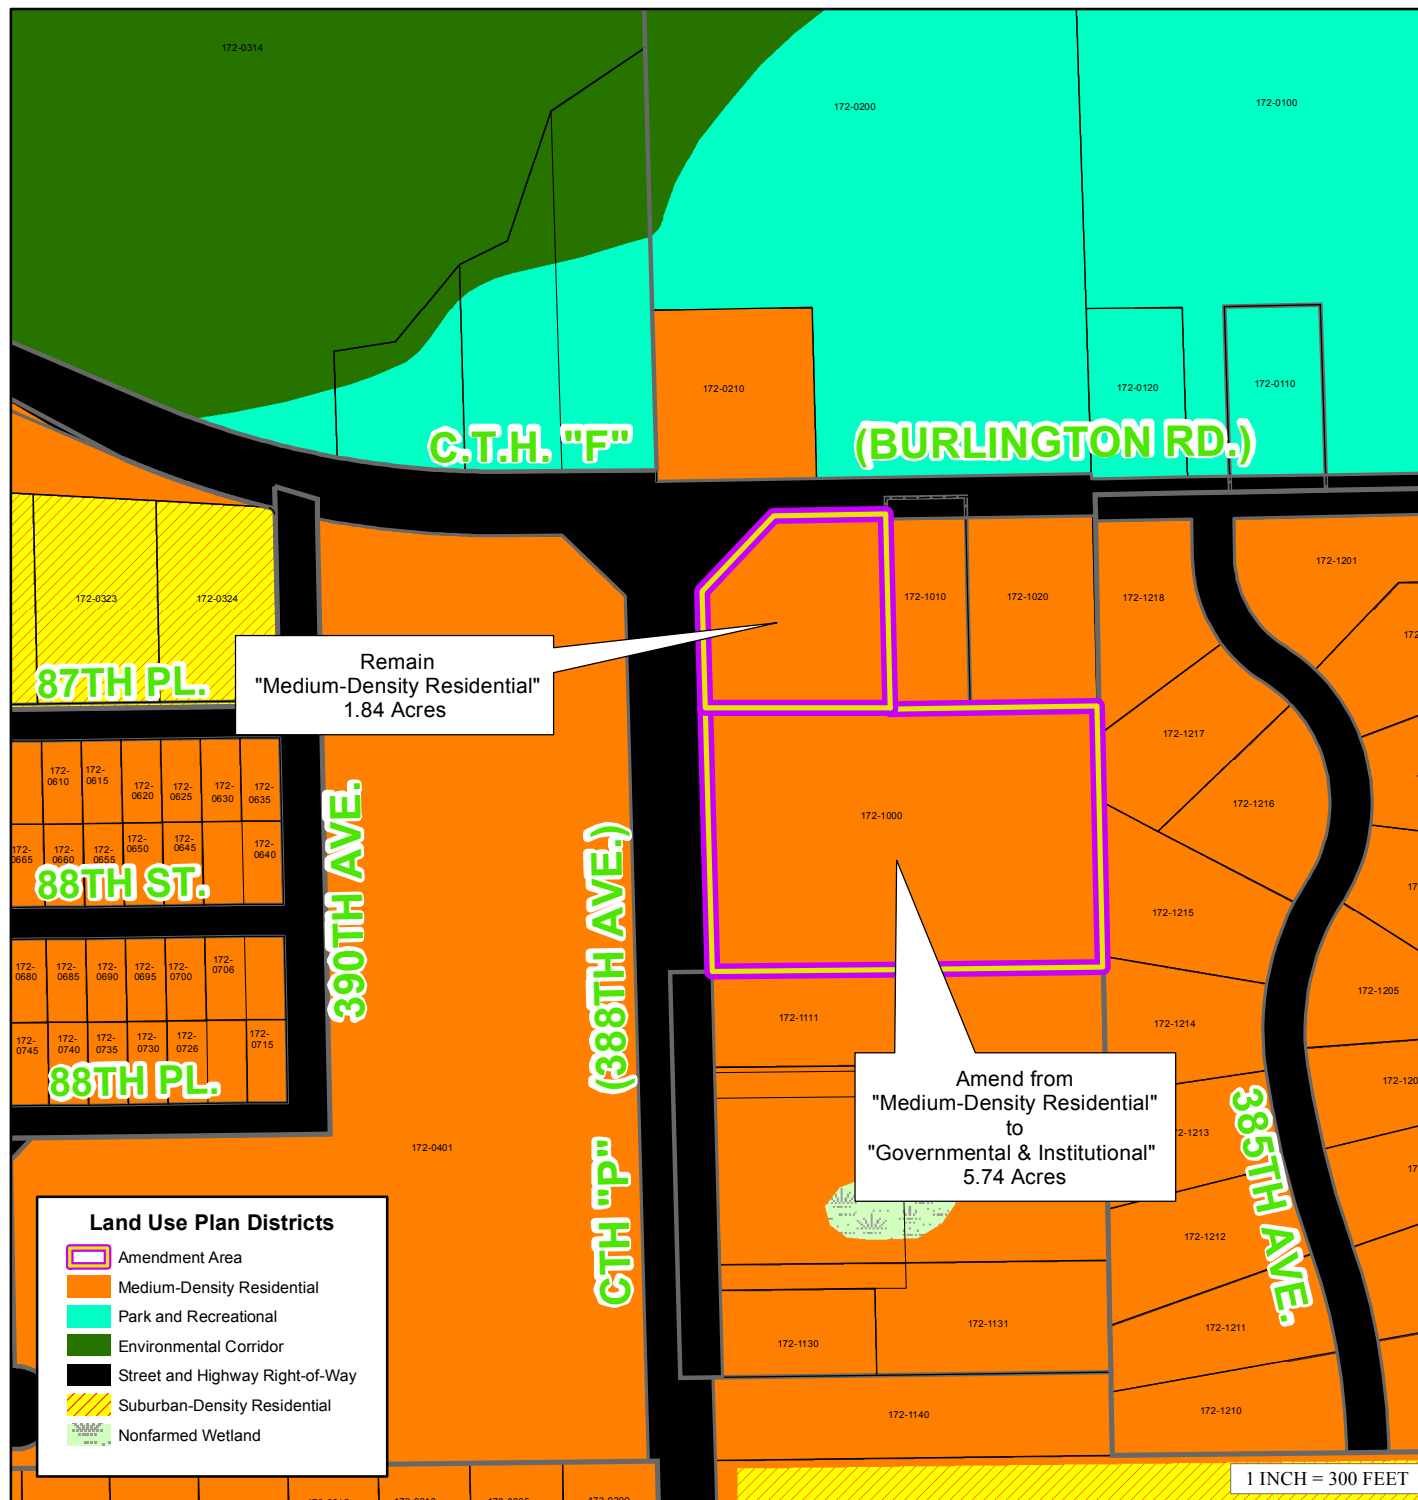 172-0314
172-0200
172-0100
172-0210
172-0120
172-0110
C.T.H. "F"
(BURLINGTON RD.)
172-0323
172-0324
172-1010
172-1020
172-1218
172-1201
87TH PL.
Remain
"Medium-Density Residential"
1.84 Acres
172-1217
172-1216
172-1000
172-
0610
172-
0615
172-
0620
172-
0625
172-
0630
172-
0635
172-
0665
172-
0660
172-
0655
172-
0650
172-
0645
172-
0640
88TH ST.
390TH AVE.
(388TH AVE.)
CTH "P"
172-1215
172-
0680
172-
0685
172-
0690
172-
0695
172-
0700
172-
0706
172-1205
172-1111
172-1214
172-
0745
172-
0740
172-
0735
172-
0730
172-
0726
172-
0715
88TH PL.
Amend from
"Medium-Density Residential"
to
"Governmental & Institutional"
5.74 Acres
385TH AVE.
172-0401
172-1212
172-1211
172-1131
172-1130
172-1210
172-1140
Land Use Plan Districts
Amendment Area
Medium-Density Residential
Park and Recreational
Environmental Corridor
Street and Highway Right-of-Way
Suburban-Density Residential
Nonfarmed Wetland
1 INCH = 300 FEET